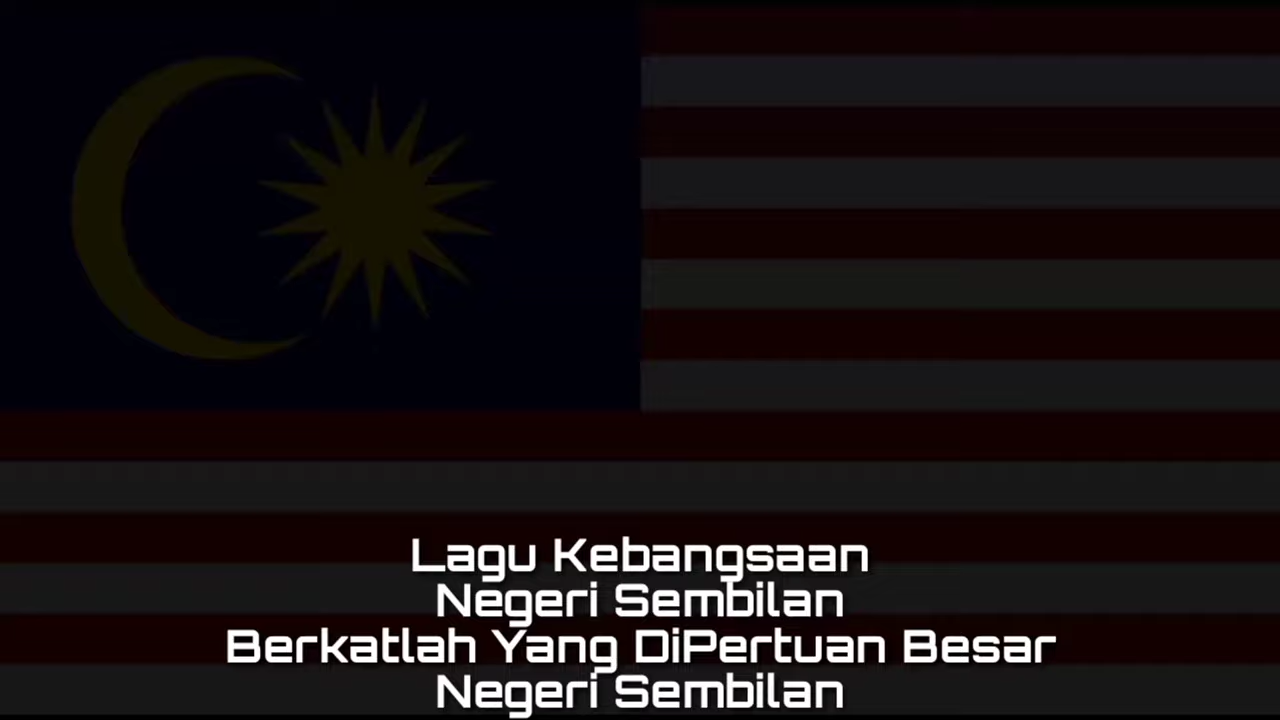 Lagu Kebangsaan
Negeri Sembilan
Berkatlah Yang DiPertuan Besar
Negeri Sembilan